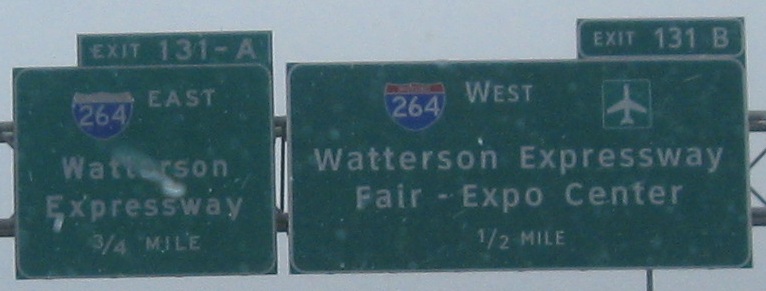 EXIT 131-A
264 EAST
Watterson
Expressway
3/4 MILE
EXIT 131 B
264 WEST
Watterson Expressway
Fair - Expo Center
1/2 MILE